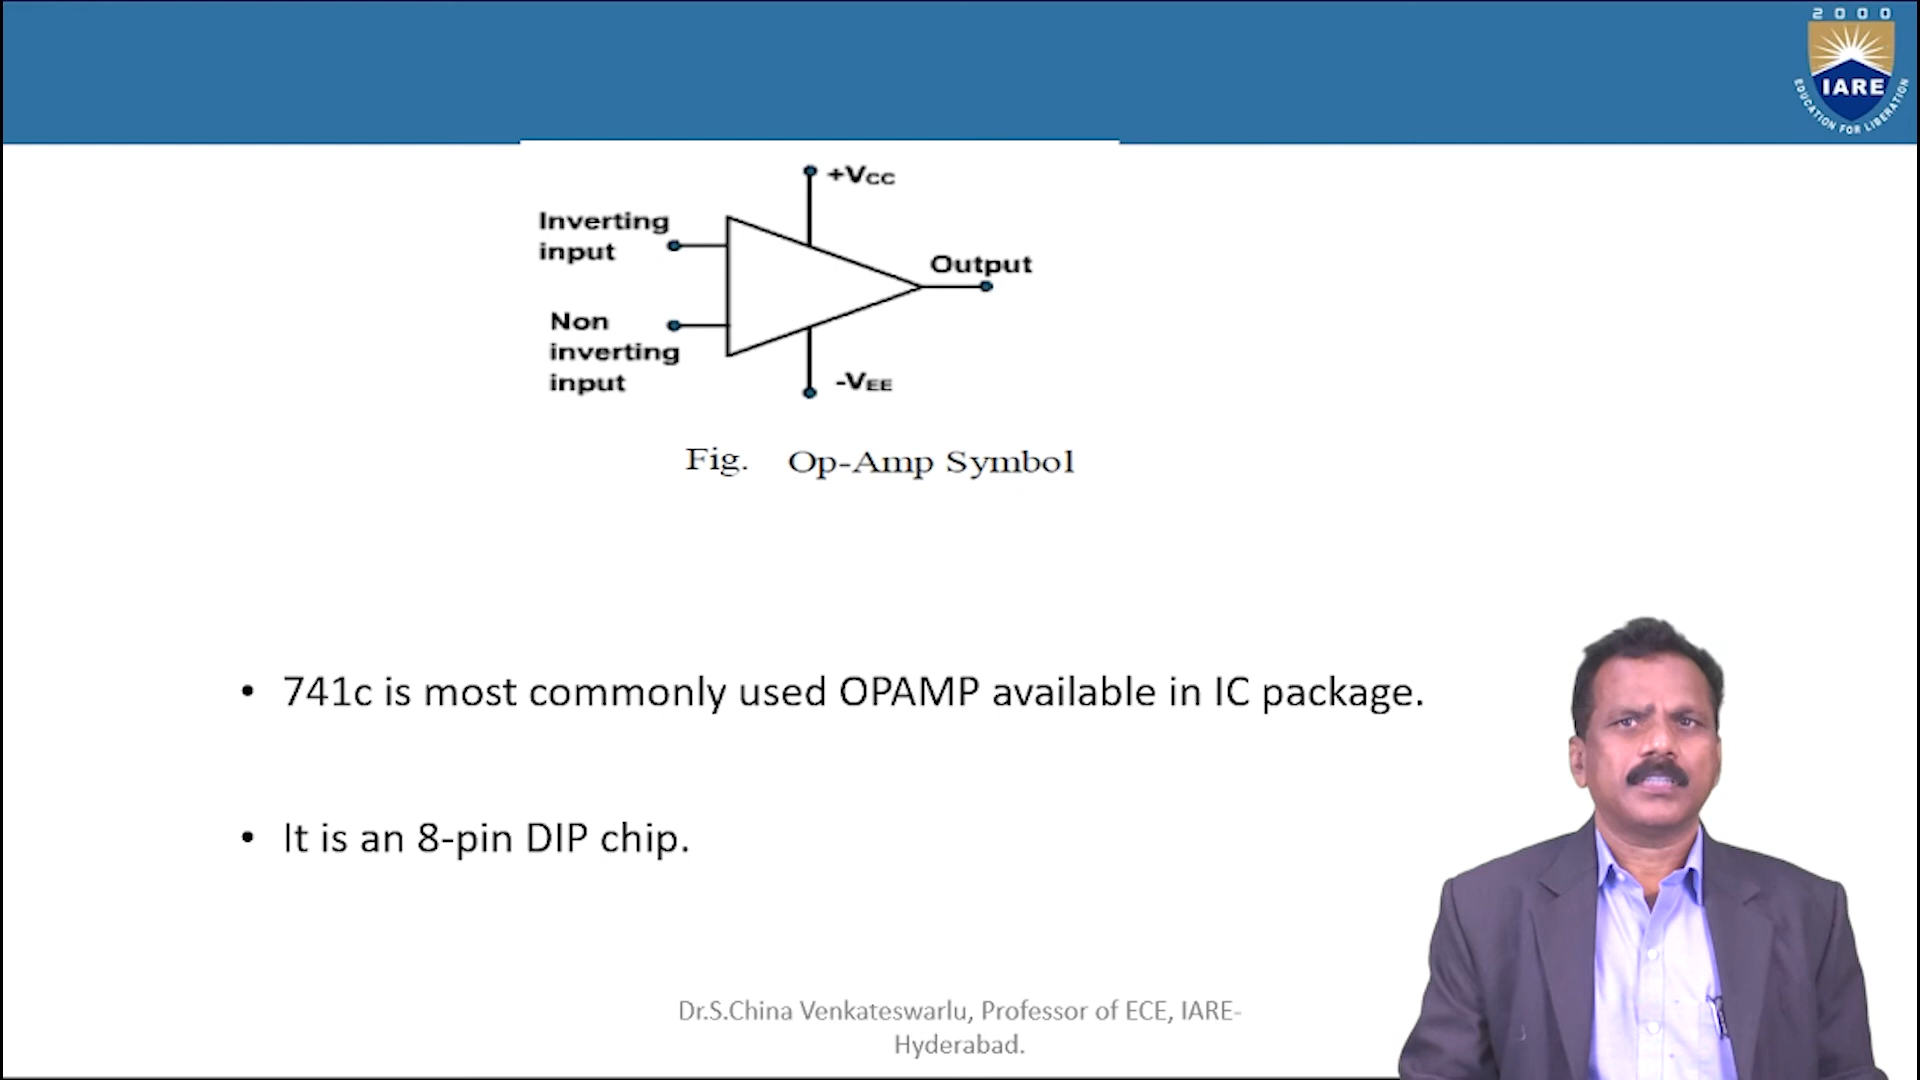 2000
IARE
EDUCATION FOR LIBERATION
+VCC
Inverting
input
Output
Non
inverting
input
-VEE
Fig. Op-Amp Symbol
• 741c is most commonly used OPAMP available in IC package.
• It is an 8-pin DIP chip.
Dr.S.China Venkateswarlu, Professor of ECE, IARE-
Hyderabad.